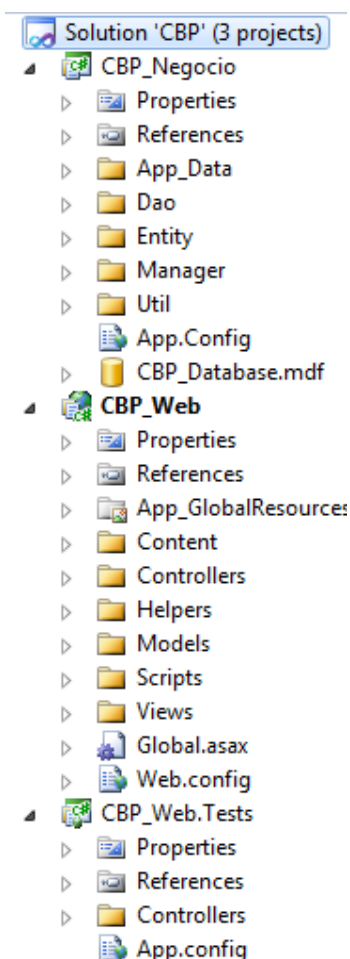 Solution 'CBP' (3 projects)
CBP_Negocio
Properties
References
App_Data
Dao
Entity
Manager
Util
App.Config
CBP_Database.mdf
CBP_Web
Properties
References
App_GlobalResources
Content
Controllers
Helpers
Models
Scripts
Views
Global.asax
Web.config
CBP_Web.Tests
Properties
References
Controllers
App.config